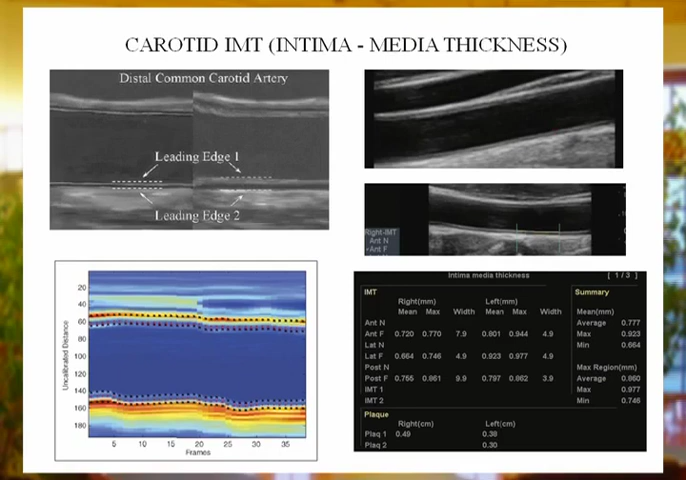 CAROTID IMT (INTIMA - MEDIA THICKNESS)
Distal Common Carotid Artery
Leading Edge 1
Leading Edge 2
Right-IMT
Ant N
Ant F
Uncalibrated Distance
20
40
60
80
100
120
140
160
180
5 10 15 20 25 30 35
Frames
Intima media thickness [ 1 / 3 ]
IMT Summary
Right(mm) Left(mm)
Mean Max Width Mean Max Width Mean(mm)
Ant N Average 0.777
Ant F 0.720 0.770 7.9 0.801 0.944 4.9 Max 0.923
Lat N Min 0.664
Lat F 0.664 0.746 4.9 0.923 0.977 4.9
Post N Max Region(mm)
Post F 0.755 0.861 9.9 0.797 0.862 3.9 Average 0.860
IMT 1 Max 0.977
IMT 2 Min 0.746
Plaque
Right(cm) Left(cm)
Plaq 1 0.49 0.38
Plaq 2 0.30